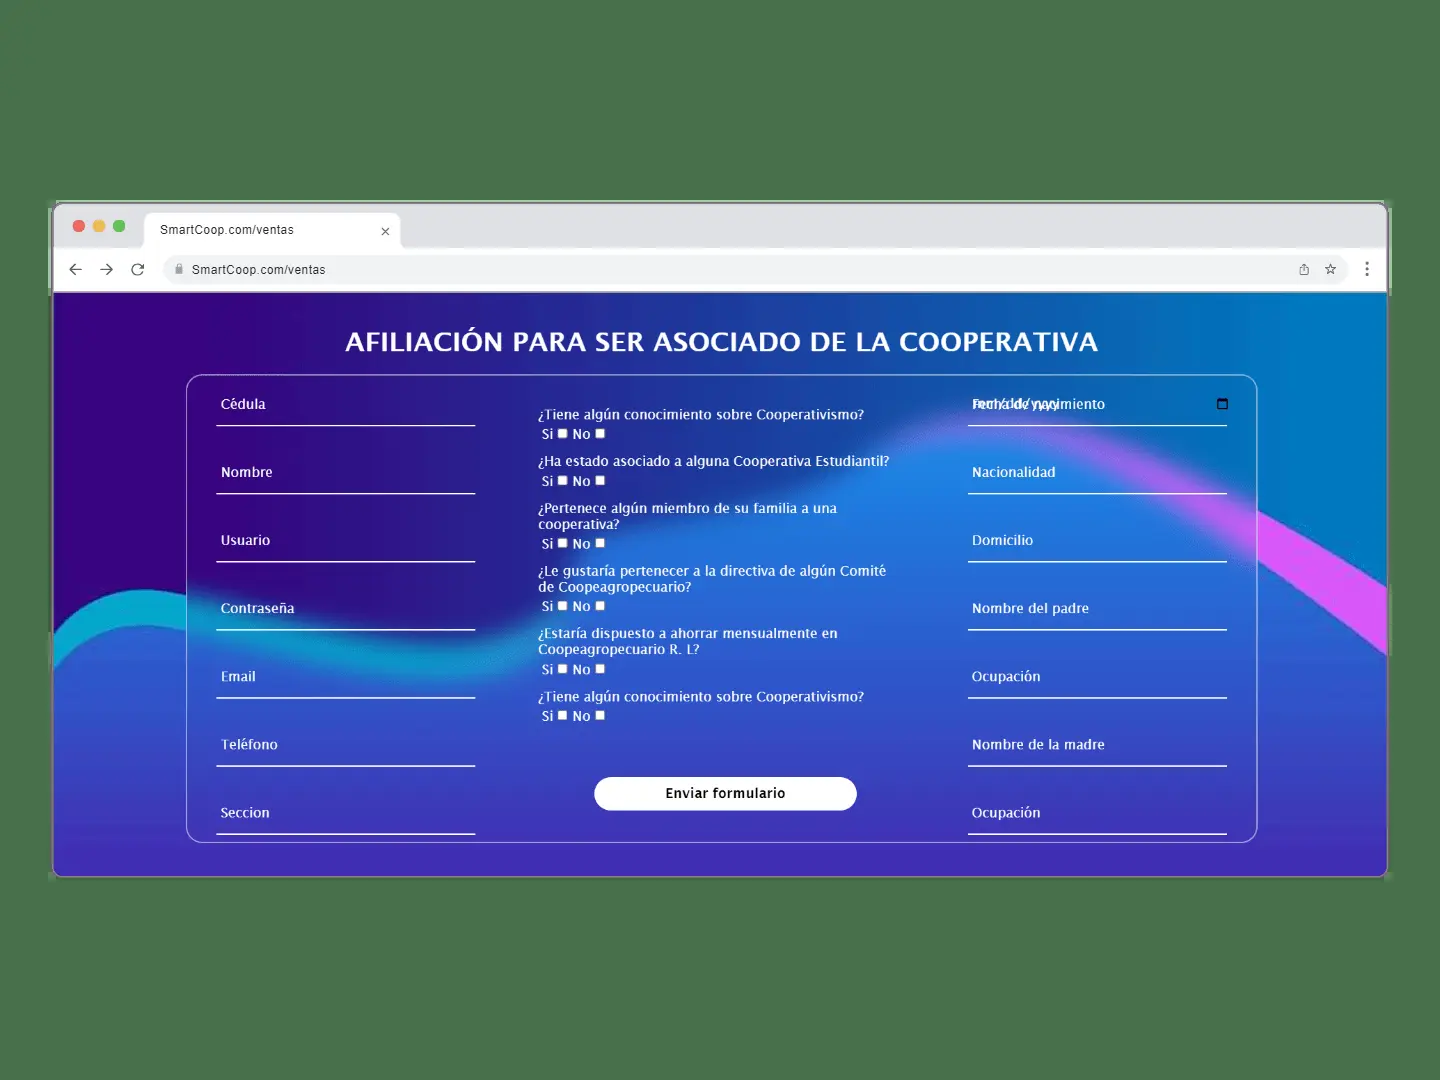 SmartCoop.com/ventas
SmartCoop.com/ventas
AFILIACIÓN PARA SER ASOCIADO DE LA COOPERATIVA
Cédula
Nombre
Usuario
Contraseña
Email
Teléfono
Seccion
¿Tiene algún conocimiento sobre Cooperativismo?
Si No
¿Ha estado asociado a alguna Cooperativa Estudiantil?
Si No
¿Pertenece algún miembro de su familia a una
cooperativa?
Si No
¿Le gustaría pertenecer a la directiva de algún Comité
de Coopeagropecuario?
Si No
¿Estaría dispuesto a ahorrar mensualmente en
Coopeagropecuario R. L?
Si No
¿Tiene algún conocimiento sobre Cooperativismo?
Si No
Enviar formulario
Fecha de nacimiento
mm/dd/yyyy
Nacionalidad
Domicilio
Nombre del padre
Ocupación
Nombre de la madre
Ocupación